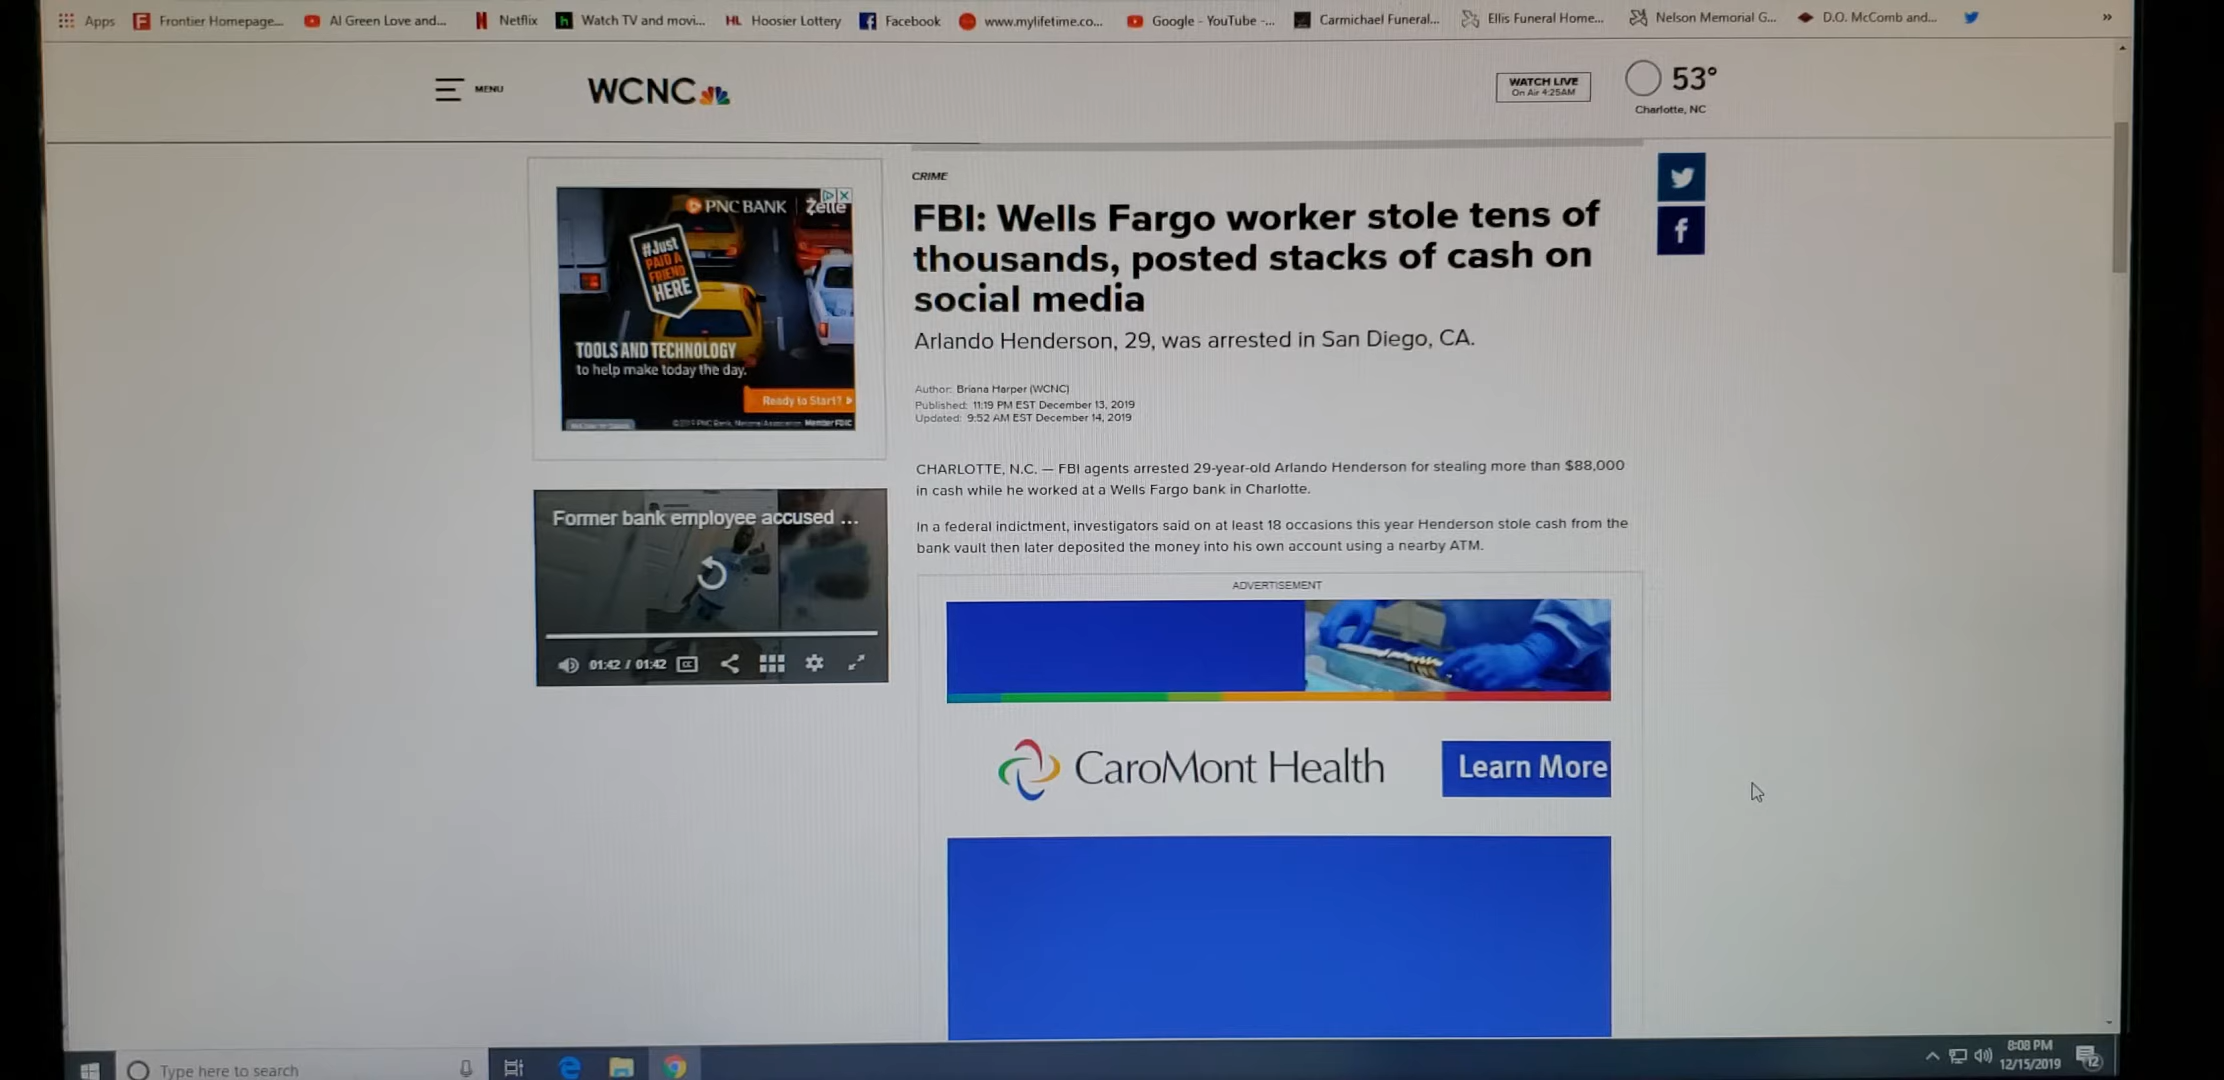 Apps
Frontier Homepage...
Al Green Love and...
Netflix
Watch TV and movi...
HL Hoosier Lottery
Facebook
www.mylifetime.co...
Google - YouTube -...
Carmichael Funeral...
Ellis Funeral Home...
Nelson Memorial G...
D.O. McComb and...
»
MENU
WCNC
WATCH LIVE
On Air 4:25AM
53°
Charlotte, NC
PNC BANK | Zelle
#Just
PAID A
FRIEND
HERE
TOOLS AND TECHNOLOGY
to help make today the day.
Ready to Start?
Member FDIC
CRIME
FBI: Wells Fargo worker stole tens of
thousands, posted stacks of cash on
social media
Arlando Henderson, 29, was arrested in San Diego, CA.
Author: Briana Harper (WCNC)
Published: 11:19 PM EST December 13, 2019
Updated: 9:52 AM EST December 14, 2019
CHARLOTTE, N.C. — FBI agents arrested 29-year-old Arlando Henderson for stealing more than $88,000
in cash while he worked at a Wells Fargo bank in Charlotte.
In a federal indictment, investigators said on at least 18 occasions this year Henderson stole cash from the
bank vault then later deposited the money into his own account using a nearby ATM.
Former bank employee accused ...
01:42 / 01:42
CC
ADVERTISEMENT
CaroMont Health
Learn More
Type here to search
8:08 PM
12/15/2019
12